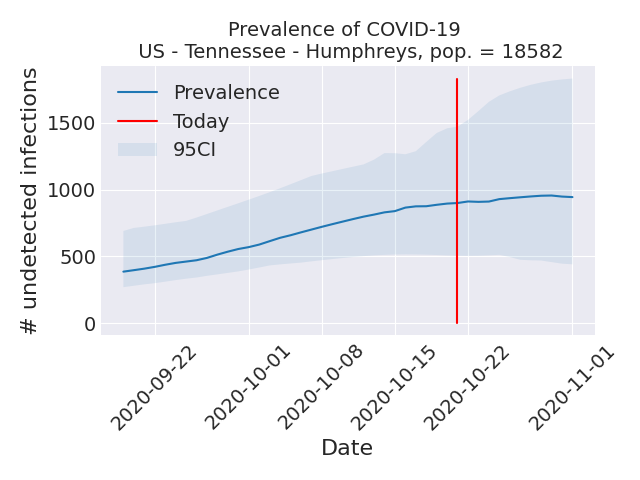 Prevalence of COVID-19
US - Tennessee - Humphreys, pop. = 18582
# undetected infections
1500
1000
500
0
Prevalence
Today
95CI
2020-09-22
2020-10-01
2020-10-08
2020-10-15
2020-10-22
2020-11-01
Date